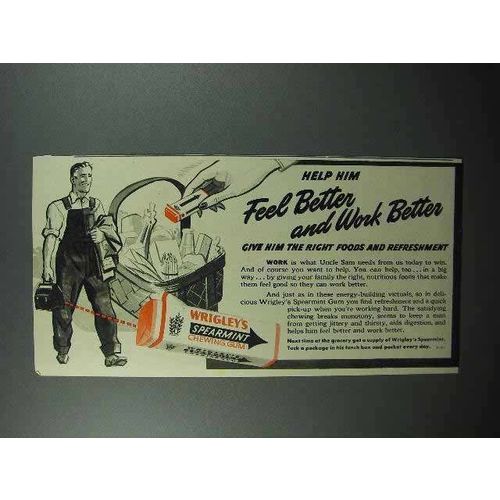 HELP HIM
Feel Better
and Work Better
GIVE HIM THE RIGHT FOODS AND REFRESHMENT
WORK is what Uncle Sam needs from us today to win.
And of course you want to help. You can help, too ... in a big
way ... by giving your family the right, nutritious foods that make
them feel good so they can work better.
And just as in these energy-building victuals, so in deli-
cious Wrigley's Spearmint Gum you find refreshment and a quick
pick-up when you're working hard. The satisfying
chewing breaks monotony, seems to keep a man
from getting jittery and thirsty, aids digestion, and
helps him feel better and work better.
Next time at the grocery get a supply of Wrigley's Spearmint.
Tuck a package in his lunch box and pocket every day.
WRIGLEY'S
SPEARMINT
CHEWING GUM